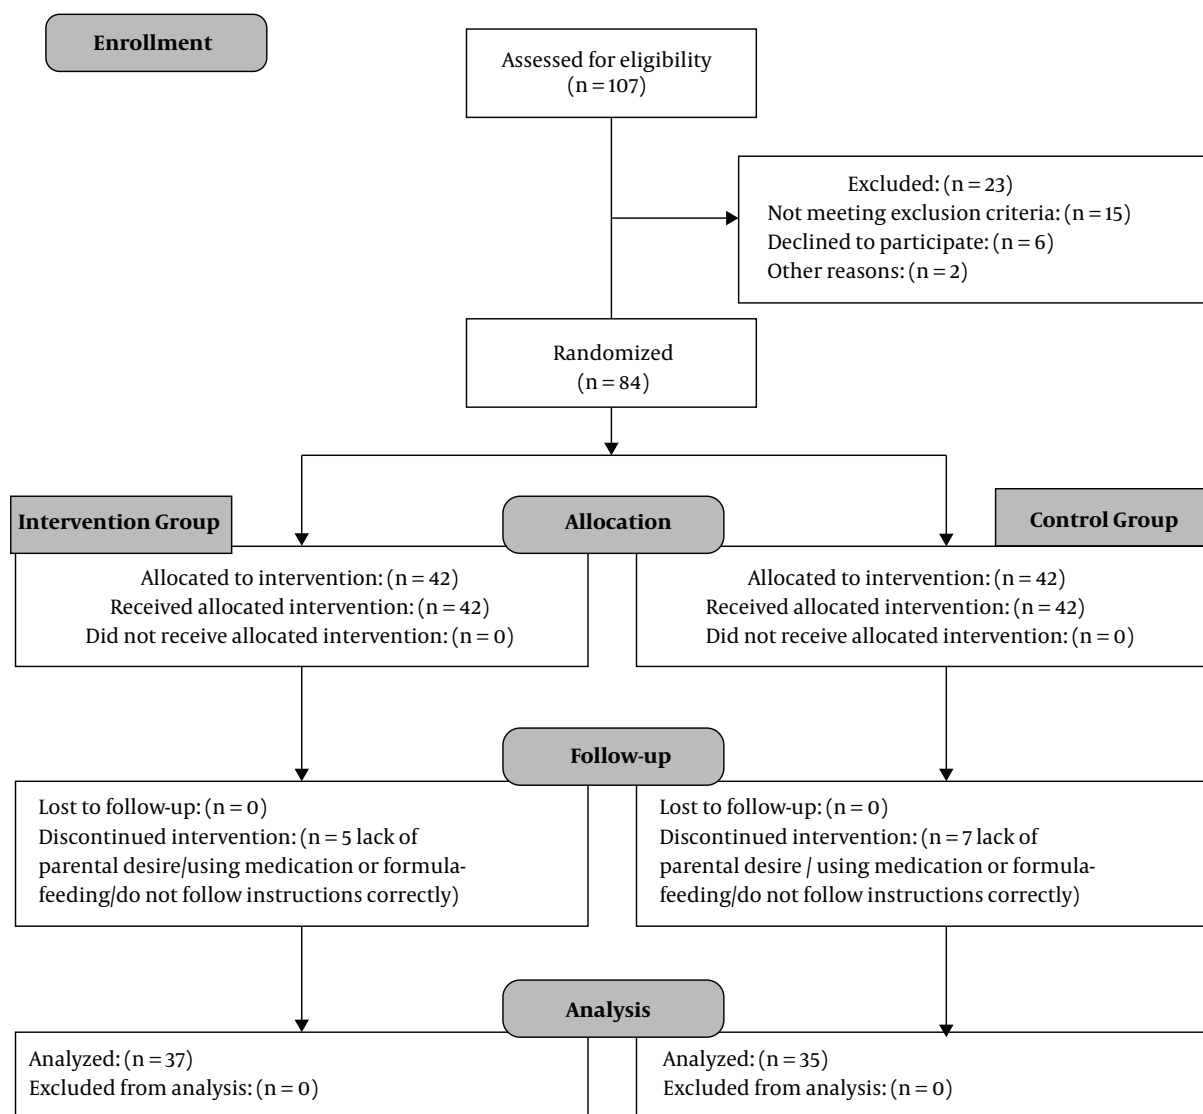 Enrollment
Assessed for eligibility
(n = 107)
Excluded: (n = 23)
Not meeting exclusion criteria: (n = 15)
Declined to participate: (n = 6)
Other reasons: (n = 2)
Randomized
(n = 84)
Intervention Group
Allocation
Control Group
Allocated to intervention: (n = 42)
Received allocated intervention: (n = 42)
Did not receive allocated intervention: (n = 0)
Allocated to intervention: (n = 42)
Received allocated intervention: (n = 42)
Did not receive allocated intervention: (n = 0)
Follow-up
Lost to follow-up: (n = 0)
Discontinued intervention: (n = 5 lack of
parental desire/using medication or formula-
feeding/do not follow instructions correctly)
Lost to follow-up: (n = 0)
Discontinued intervention: (n = 7 lack of
parental desire / using medication or formula-
feeding/do not follow instructions correctly)
Analysis
Analyzed: (n = 37)
Excluded from analysis: (n = 0)
Analyzed: (n = 35)
Excluded from analysis: (n = 0)